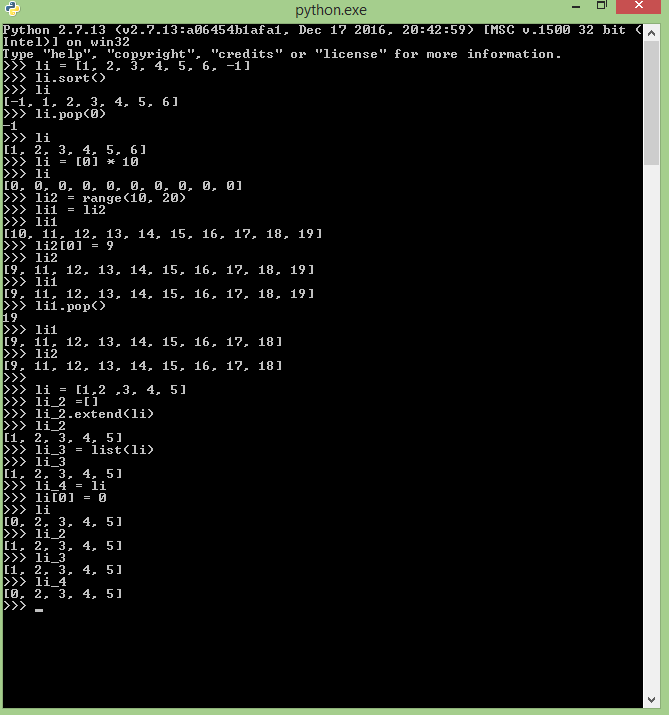 python.exe
Python 2.7.13 (v2.7.13:a06454b1afa1, Dec 17 2016, 20:42:59) [MSC v.1500 32 bit (
Intel)] on win32
Type "help", "copyright", "credits" or "license" for more information.
>>> li = [1, 2, 3, 4, 5, 6, -1]
>>> li.sort()
>>> li
[-1, 1, 2, 3, 4, 5, 6]
>>> li.pop(0)
-1
>>> li
[1, 2, 3, 4, 5, 6]
>>> li = [0] * 10
>>> li
[0, 0, 0, 0, 0, 0, 0, 0, 0, 0]
>>> li2 = range(10, 20)
>>> li1 = li2
>>> li1
[10, 11, 12, 13, 14, 15, 16, 17, 18, 19]
>>> li2[0] = 9
>>> li2
[9, 11, 12, 13, 14, 15, 16, 17, 18, 19]
>>> li1
[9, 11, 12, 13, 14, 15, 16, 17, 18, 19]
>>> li1.pop()
19
>>> li1
[9, 11, 12, 13, 14, 15, 16, 17, 18]
>>> li2
[9, 11, 12, 13, 14, 15, 16, 17, 18]
>>>
>>> li = [1,2 ,3, 4, 5]
>>> li_2 =[]
>>> li_2.extend(li)
>>> li_2
[1, 2, 3, 4, 5]
>>> li_3 = list(li)
>>> li_3
[1, 2, 3, 4, 5]
>>> li_4 = li
>>> li[0] = 0
>>> li
[0, 2, 3, 4, 5]
>>> li_2
[1, 2, 3, 4, 5]
>>> li_3
[1, 2, 3, 4, 5]
>>> li_4
[0, 2, 3, 4, 5]
>>> _